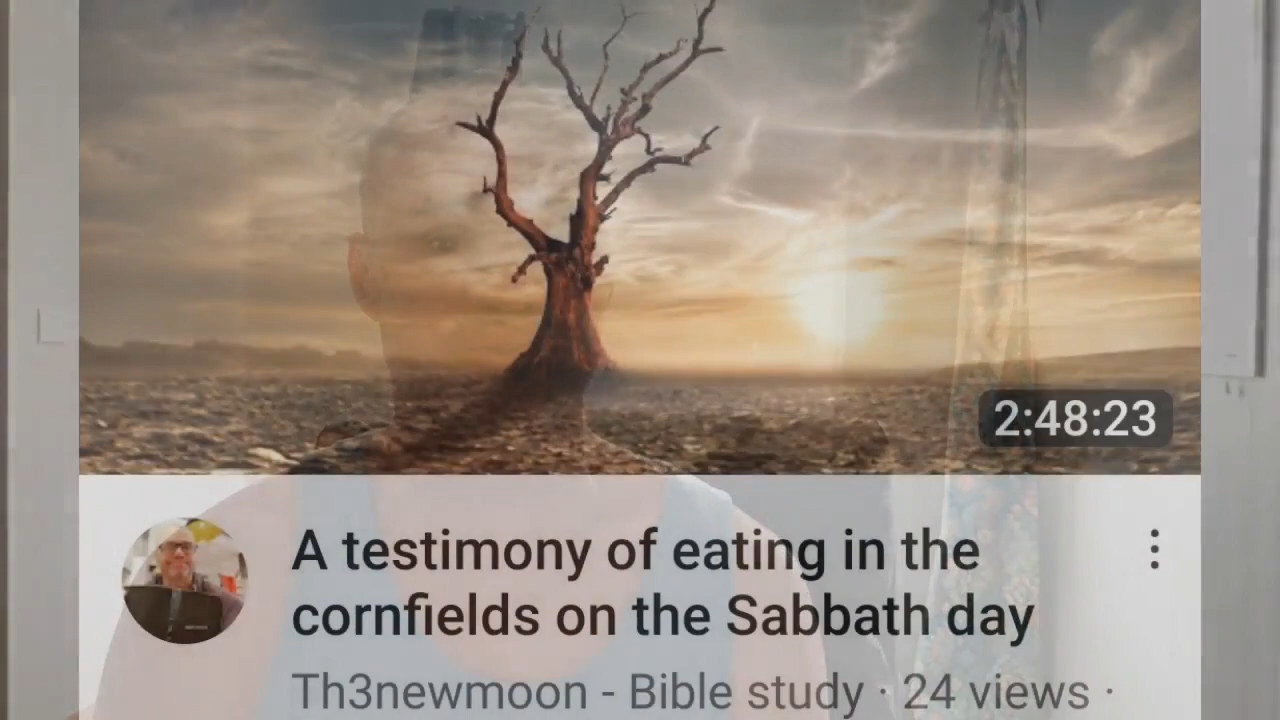 2:48:23
A testimony of eating in the
cornfields on the Sabbath day
Th3newmoon - Bible study · 24 views ·